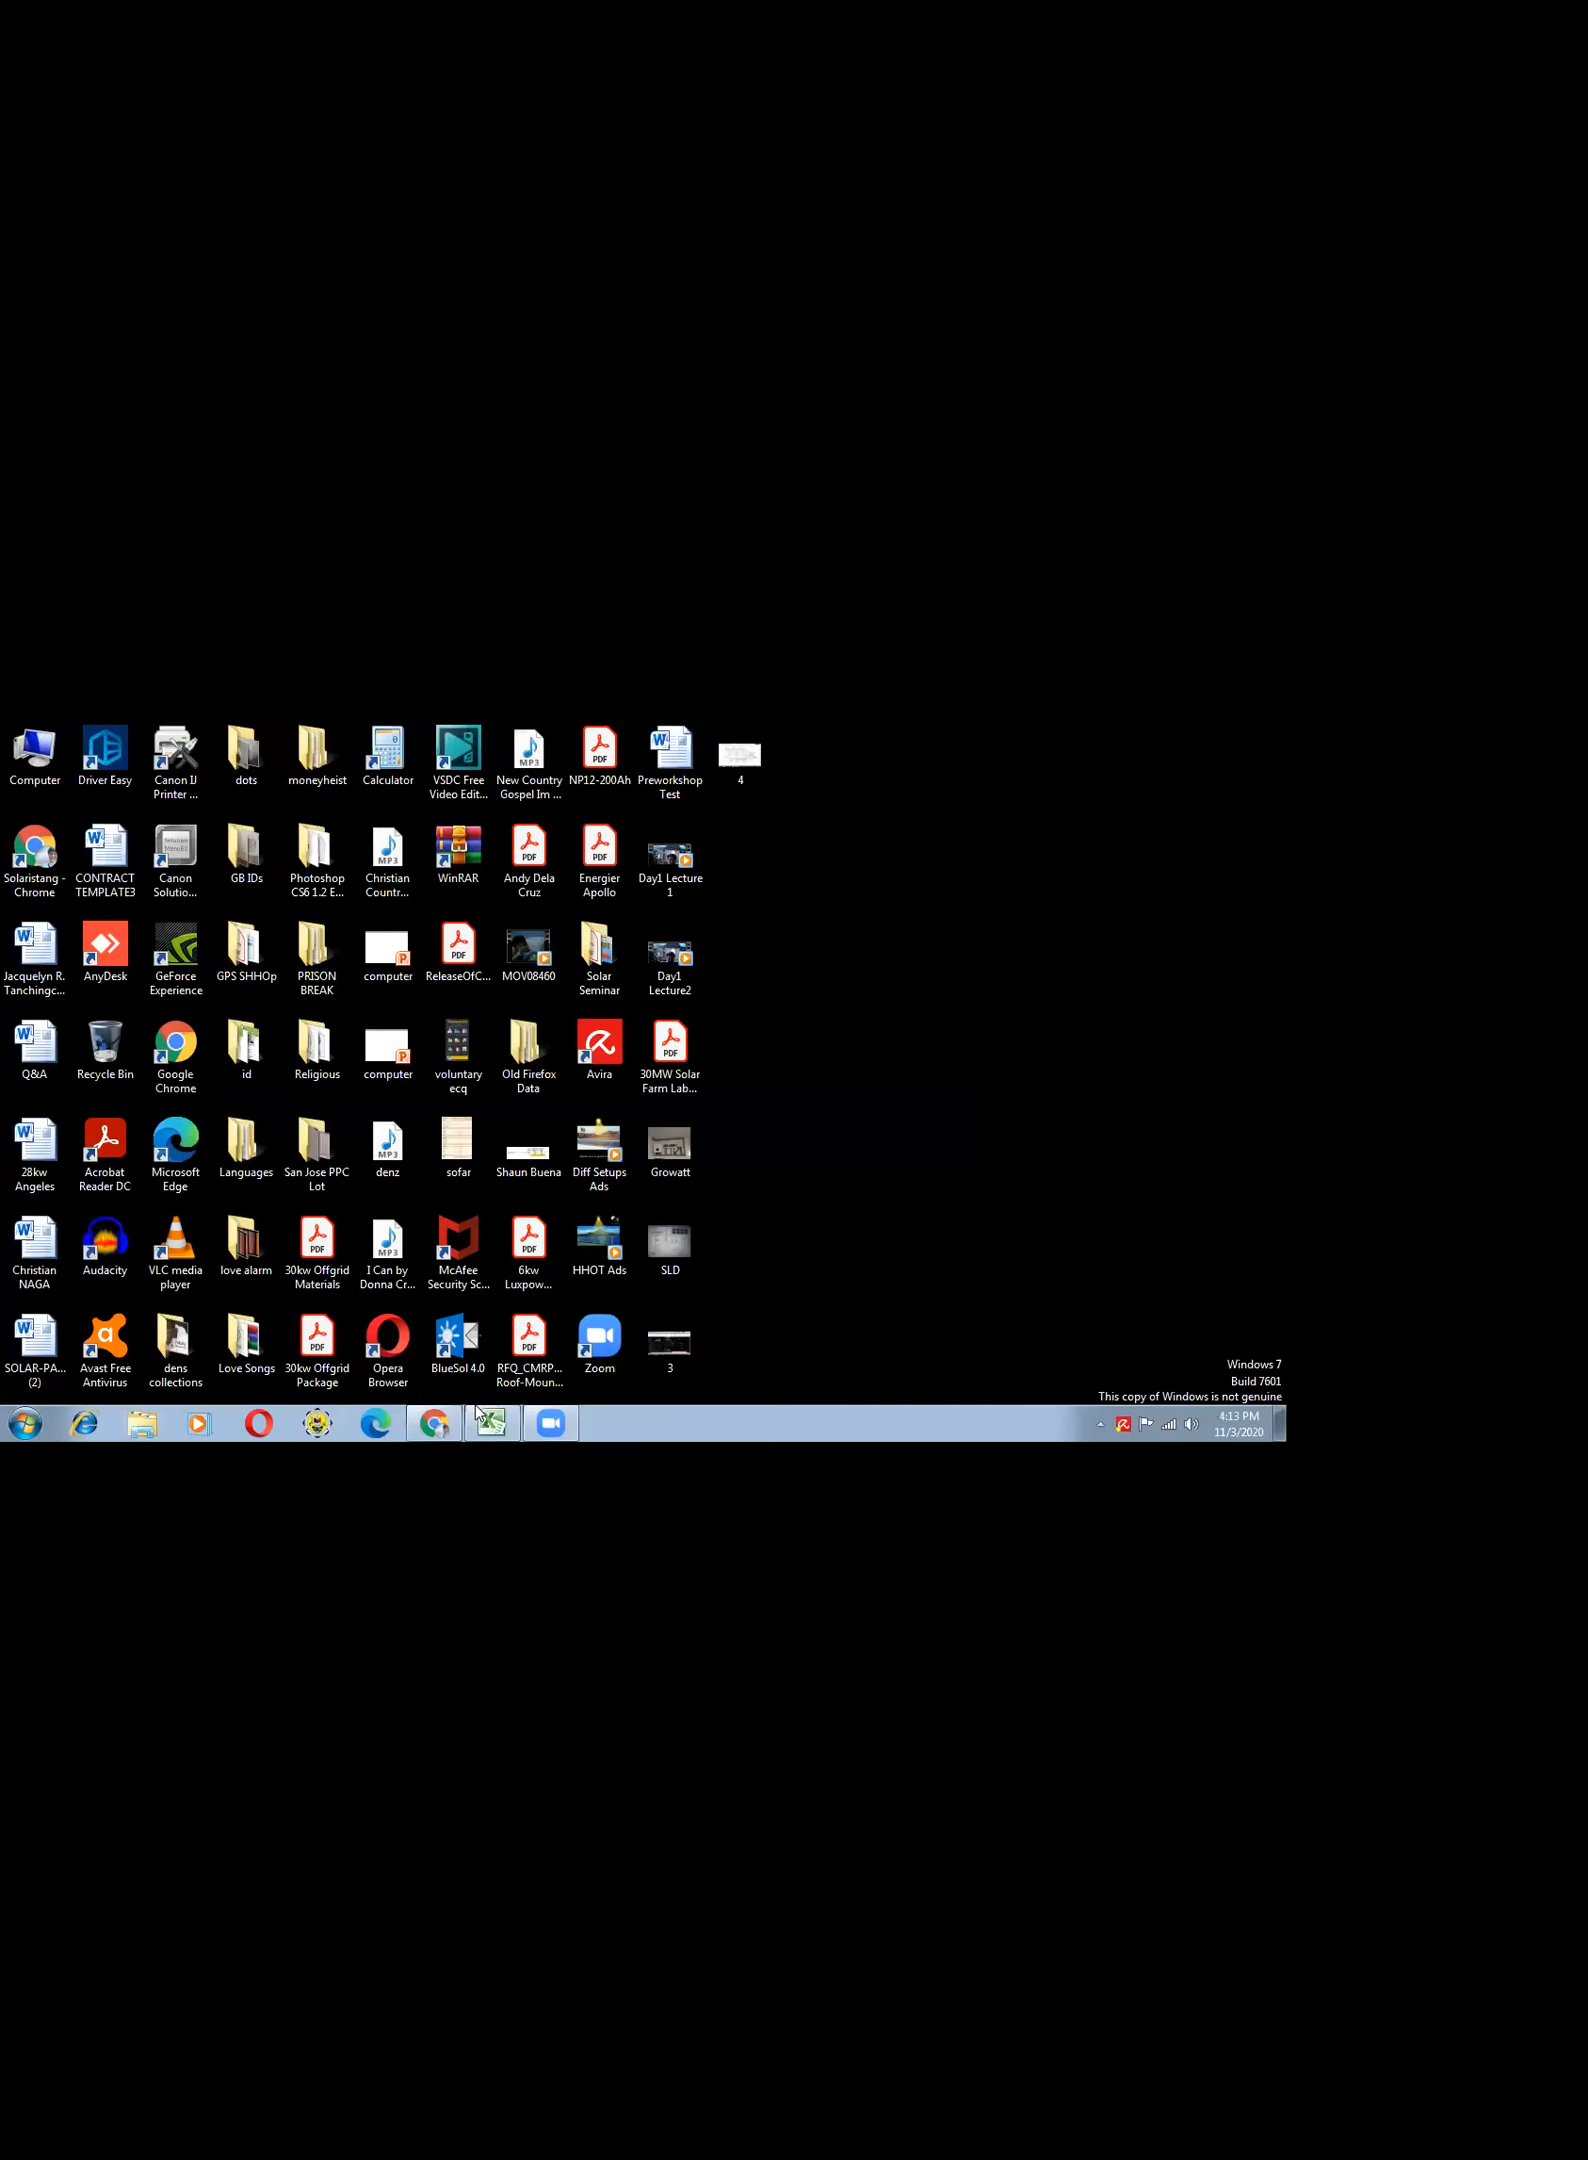 Computer
Driver Easy
Canon IJ
Printer ...
dots
moneyheist
Calculator
VSDC Free
Video Edit...
New Country
Gospel Im ...
NP12-200Ah
Preworkshop
Test
4
Solaristang -
Chrome
CONTRACT
TEMPLATE3
Canon
Solutio...
GB IDs
Photoshop
CS6 1.2 E...
Christian
Countr...
WinRAR
Andy Dela
Cruz
Energier
Apollo
Day1 Lecture
1
Jacquelyn R.
Tanchingc...
AnyDesk
GeForce
Experience
GPS SHHOp
PRISON
BREAK
computer
ReleaseOfC...
MOV08460
Solar
Seminar
Day1
Lecture2
Q&A
Recycle Bin
Google
Chrome
id
Religious
computer
voluntary
ecq
Old Firefox
Data
Avira
30MW Solar
Farm Lab...
28kw
Angeles
Acrobat
Reader DC
Microsoft
Edge
Languages
San Jose PPC
Lot
denz
sofar
Shaun Buena
Diff Setups
Ads
Growatt
Christian
NAGA
Audacity
VLC media
player
love alarm
30kw Offgrid
Materials
I Can by
Donna Cr...
McAfee
Security Sc...
6kw
Luxpow...
HHOT Ads
SLD
SOLAR-PA...
(2)
Avast Free
Antivirus
dens
collections
Love Songs
30kw Offgrid
Package
Opera
Browser
BlueSol 4.0
RFQ_CMRP...
Roof-Moun...
Zoom
3
Windows 7
Build 7601
This copy of Windows is not genuine
4:13 PM
11/3/2020